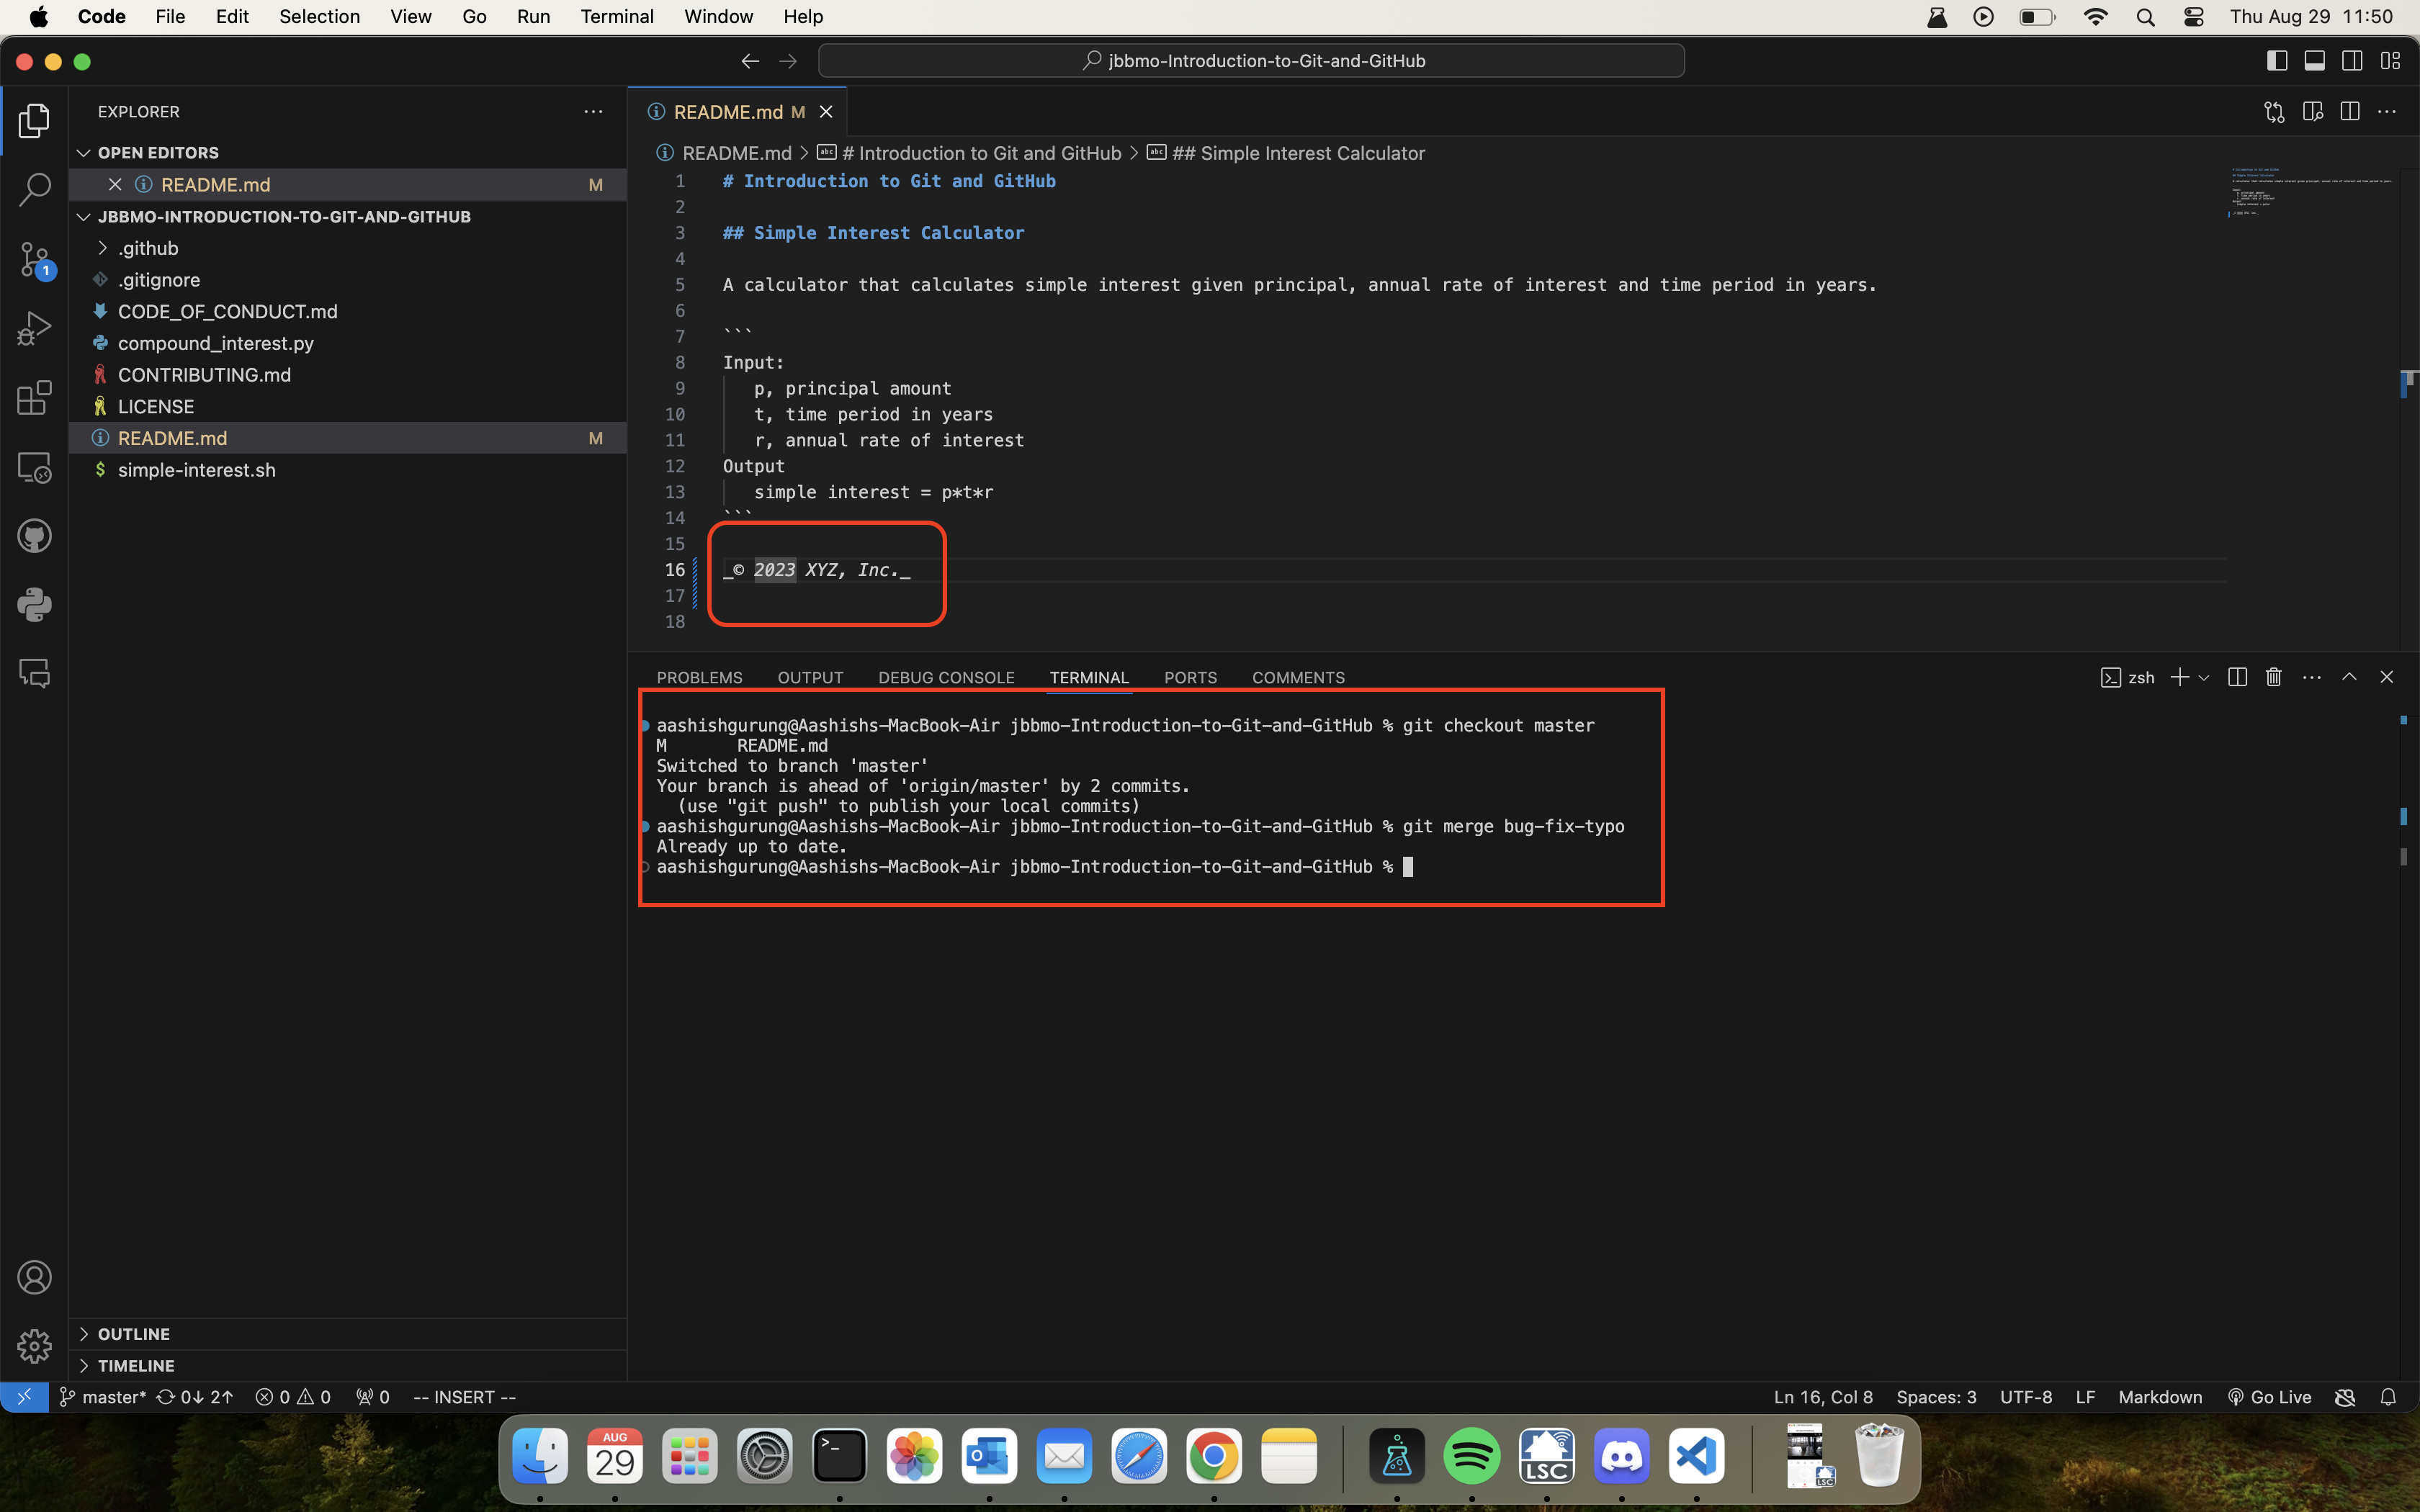 Code File Edit Selection View Go Run Terminal Window Help Thu Aug 29 11:50
jbbmo-Introduction-to-Git-and-GitHub
EXPLORER
OPEN EDITORS
README.md M
JBBMO-INTRODUCTION-TO-GIT-AND-GITHUB
.github
.gitignore
CODE_OF_CONDUCT.md
compound_interest.py
CONTRIBUTING.md
LICENSE
README.md M
simple-interest.sh
OUTLINE
TIMELINE
1
README.md M
README.md > # Introduction to Git and GitHub > ## Simple Interest Calculator
1 # Introduction to Git and GitHub
2
3 ## Simple Interest Calculator
4
5 A calculator that calculates simple interest given principal, annual rate of interest and time period in years.
6
7 ```
8 Input:
9 p, principal amount
10 t, time period in years
11 r, annual rate of interest
12 Output
13 simple interest = p*t*r
14 ```
15
16 _© 2023 XYZ, Inc._
17
18
PROBLEMS OUTPUT DEBUG CONSOLE TERMINAL PORTS COMMENTS zsh
aashishgurung@Aashishs-MacBook-Air jbbmo-Introduction-to-Git-and-GitHub % git checkout master
M README.md
Switched to branch 'master'
Your branch is ahead of 'origin/master' by 2 commits.
(use "git push" to publish your local commits)
aashishgurung@Aashishs-MacBook-Air jbbmo-Introduction-to-Git-and-GitHub % git merge bug-fix-typo
Already up to date.
aashishgurung@Aashishs-MacBook-Air jbbmo-Introduction-to-Git-and-GitHub %
master* 0↓ 2↑ 0 0 0 -- INSERT -- Ln 16, Col 8 Spaces: 3 UTF-8 LF Markdown Go Live
AUG
29
LSC